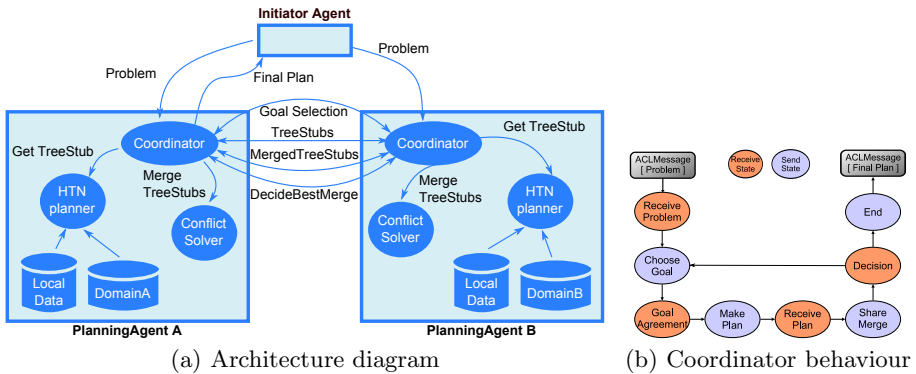 Initiator Agent
Problem
Problem
Final Plan
Goal Selection
TreeStubs
MergedTreeStubs
DecideBestMerge
Coordinator
Get TreeStub
Merge
TreeStubs
HTN
planner
Conflict
Solver
Local
Data
DomainA
PlanningAgent A
Coordinator
Get TreeStub
Merge
TreeStubs
HTN
planner
Conflict
Solver
Local
Data
DomainB
PlanningAgent B
(a) Architecture diagram
ACLMessage
[ Problem ]
Receive
State
Send
State
ACLMessage
[ Final Plan ]
Receive
Problem
End
Choose
Goal
Decision
Goal
Agreement
Make
Plan
Receive
Plan
Share
Merge
(b) Coordinator behaviour